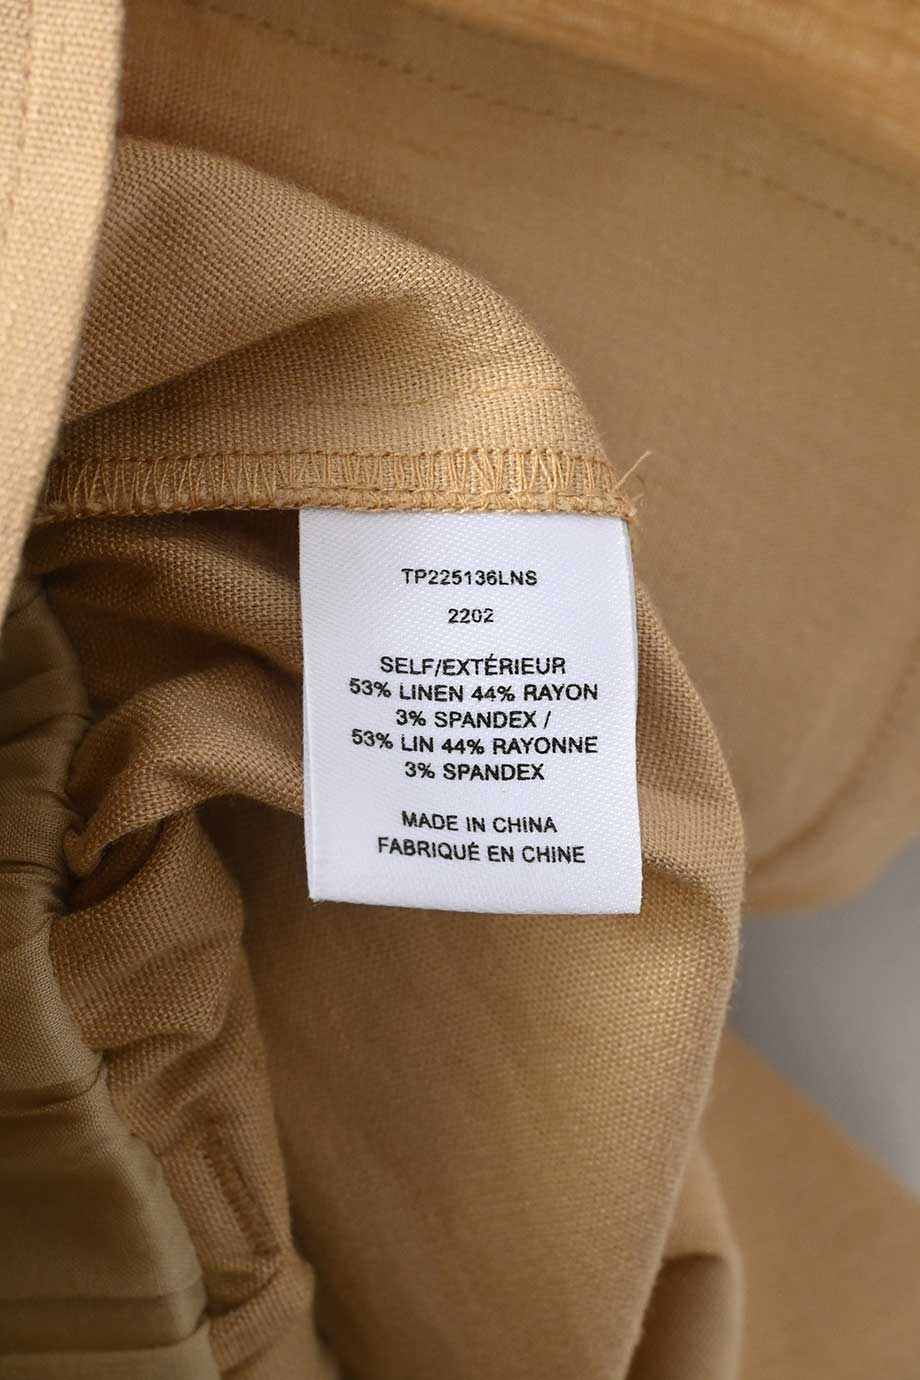 TP225136LNS
2202
SELF/EXTÉRIEUR
53% LINEN 44% RAYON
3% SPANDEX /
53% LIN 44% RAYONNE
3% SPANDEX
MADE IN CHINA
FABRIQUÉ EN CHINE